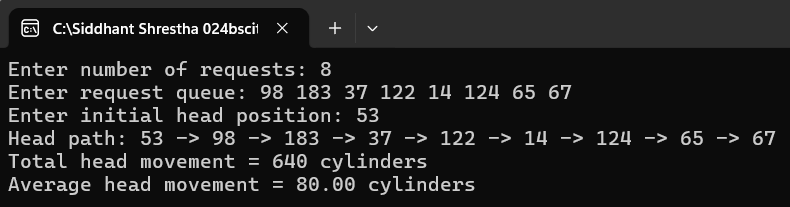 C:\Siddhant Shrestha 024bscit
Enter number of requests: 8
Enter request queue: 98 183 37 122 14 124 65 67
Enter initial head position: 53
Head path: 53 -> 98 -> 183 -> 37 -> 122 -> 14 -> 124 -> 65 -> 67
Total head movement = 640 cylinders
Average head movement = 80.00 cylinders